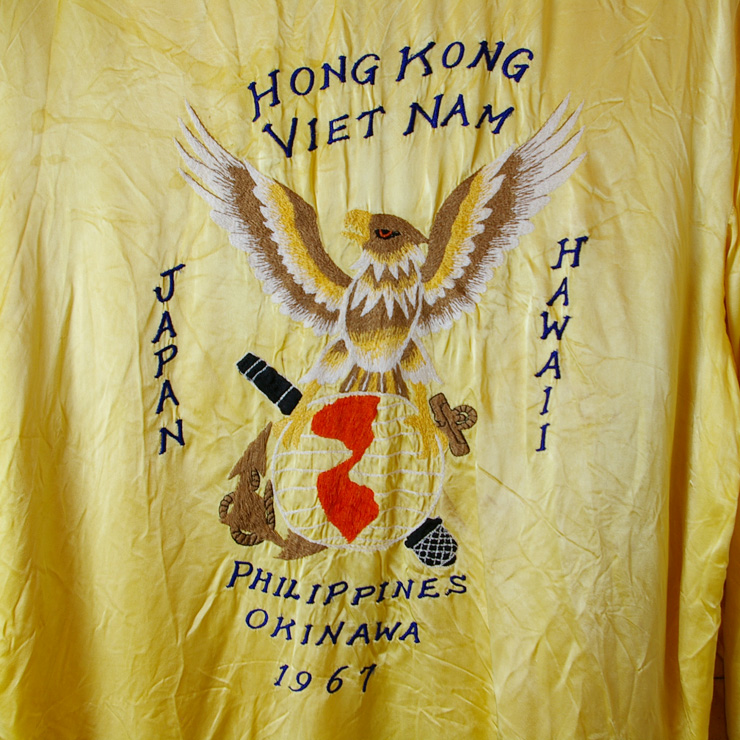 HONG KONG
VIET NAM
JAPAN
HAWAII
PHILIPPINES
OKINAWA
1967